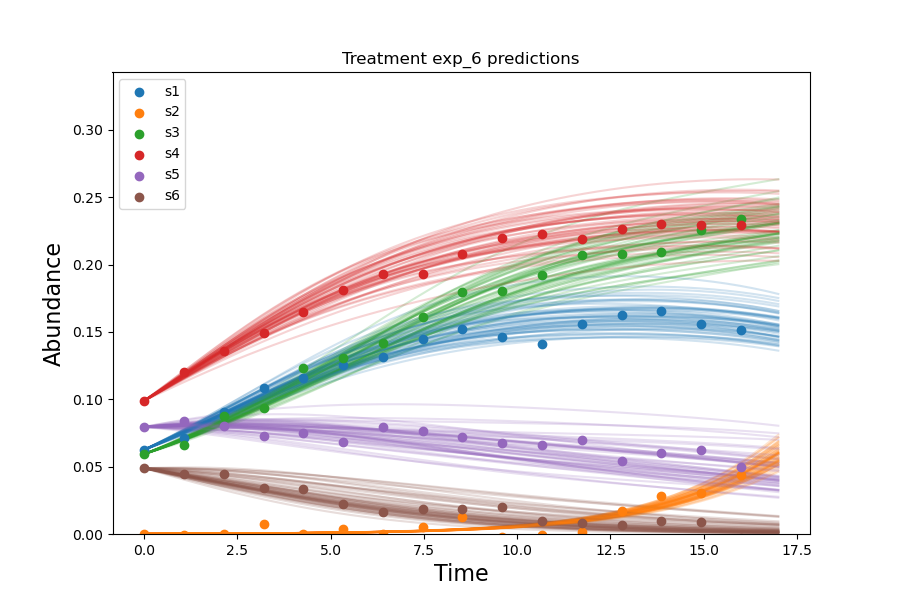 Treatment exp_6 predictions
s1
s2
s3
s4
s5
s6
Abundance
0.30
0.25
0.20
0.15
0.10
0.05
0.00
0.0 2.5 5.0 7.5 10.0 12.5 15.0 17.5
Time